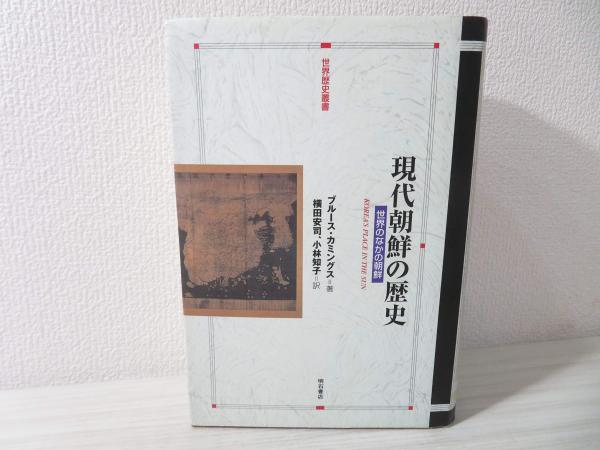 世界歴史叢書
現代朝鮮の歴史
世界のなかの朝鮮
KOREA'S PLACE IN THE SUN
ブルース・カミングス=著
横田安司、小林知子=訳
明石書店